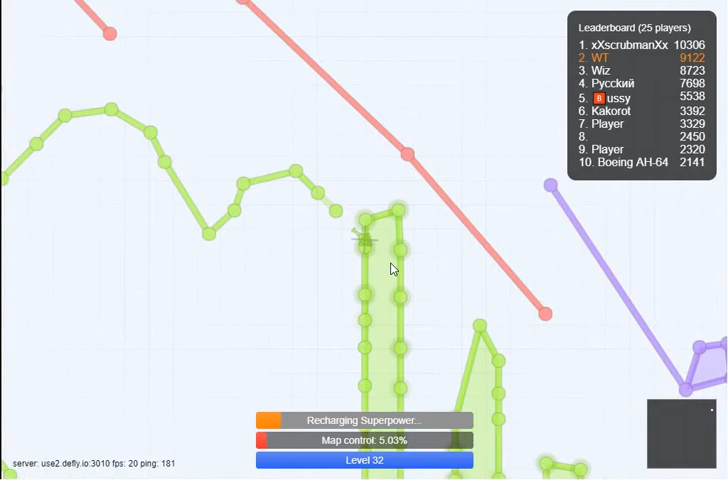 Leaderboard (25 players)
1. xXscrubmanXx 10306
2. WT 9122
3. Wiz 8723
4. Русский 7698
5. B ussy 5538
6. Kakorot 3392
7. Player 3329
8. 2450
9. Player 2320
10. Boeing AH-64 2141
Recharging Superpower...
Map control: 5.03%
Level 32
server: use2.defly.io:3010 fps: 20 ping: 181